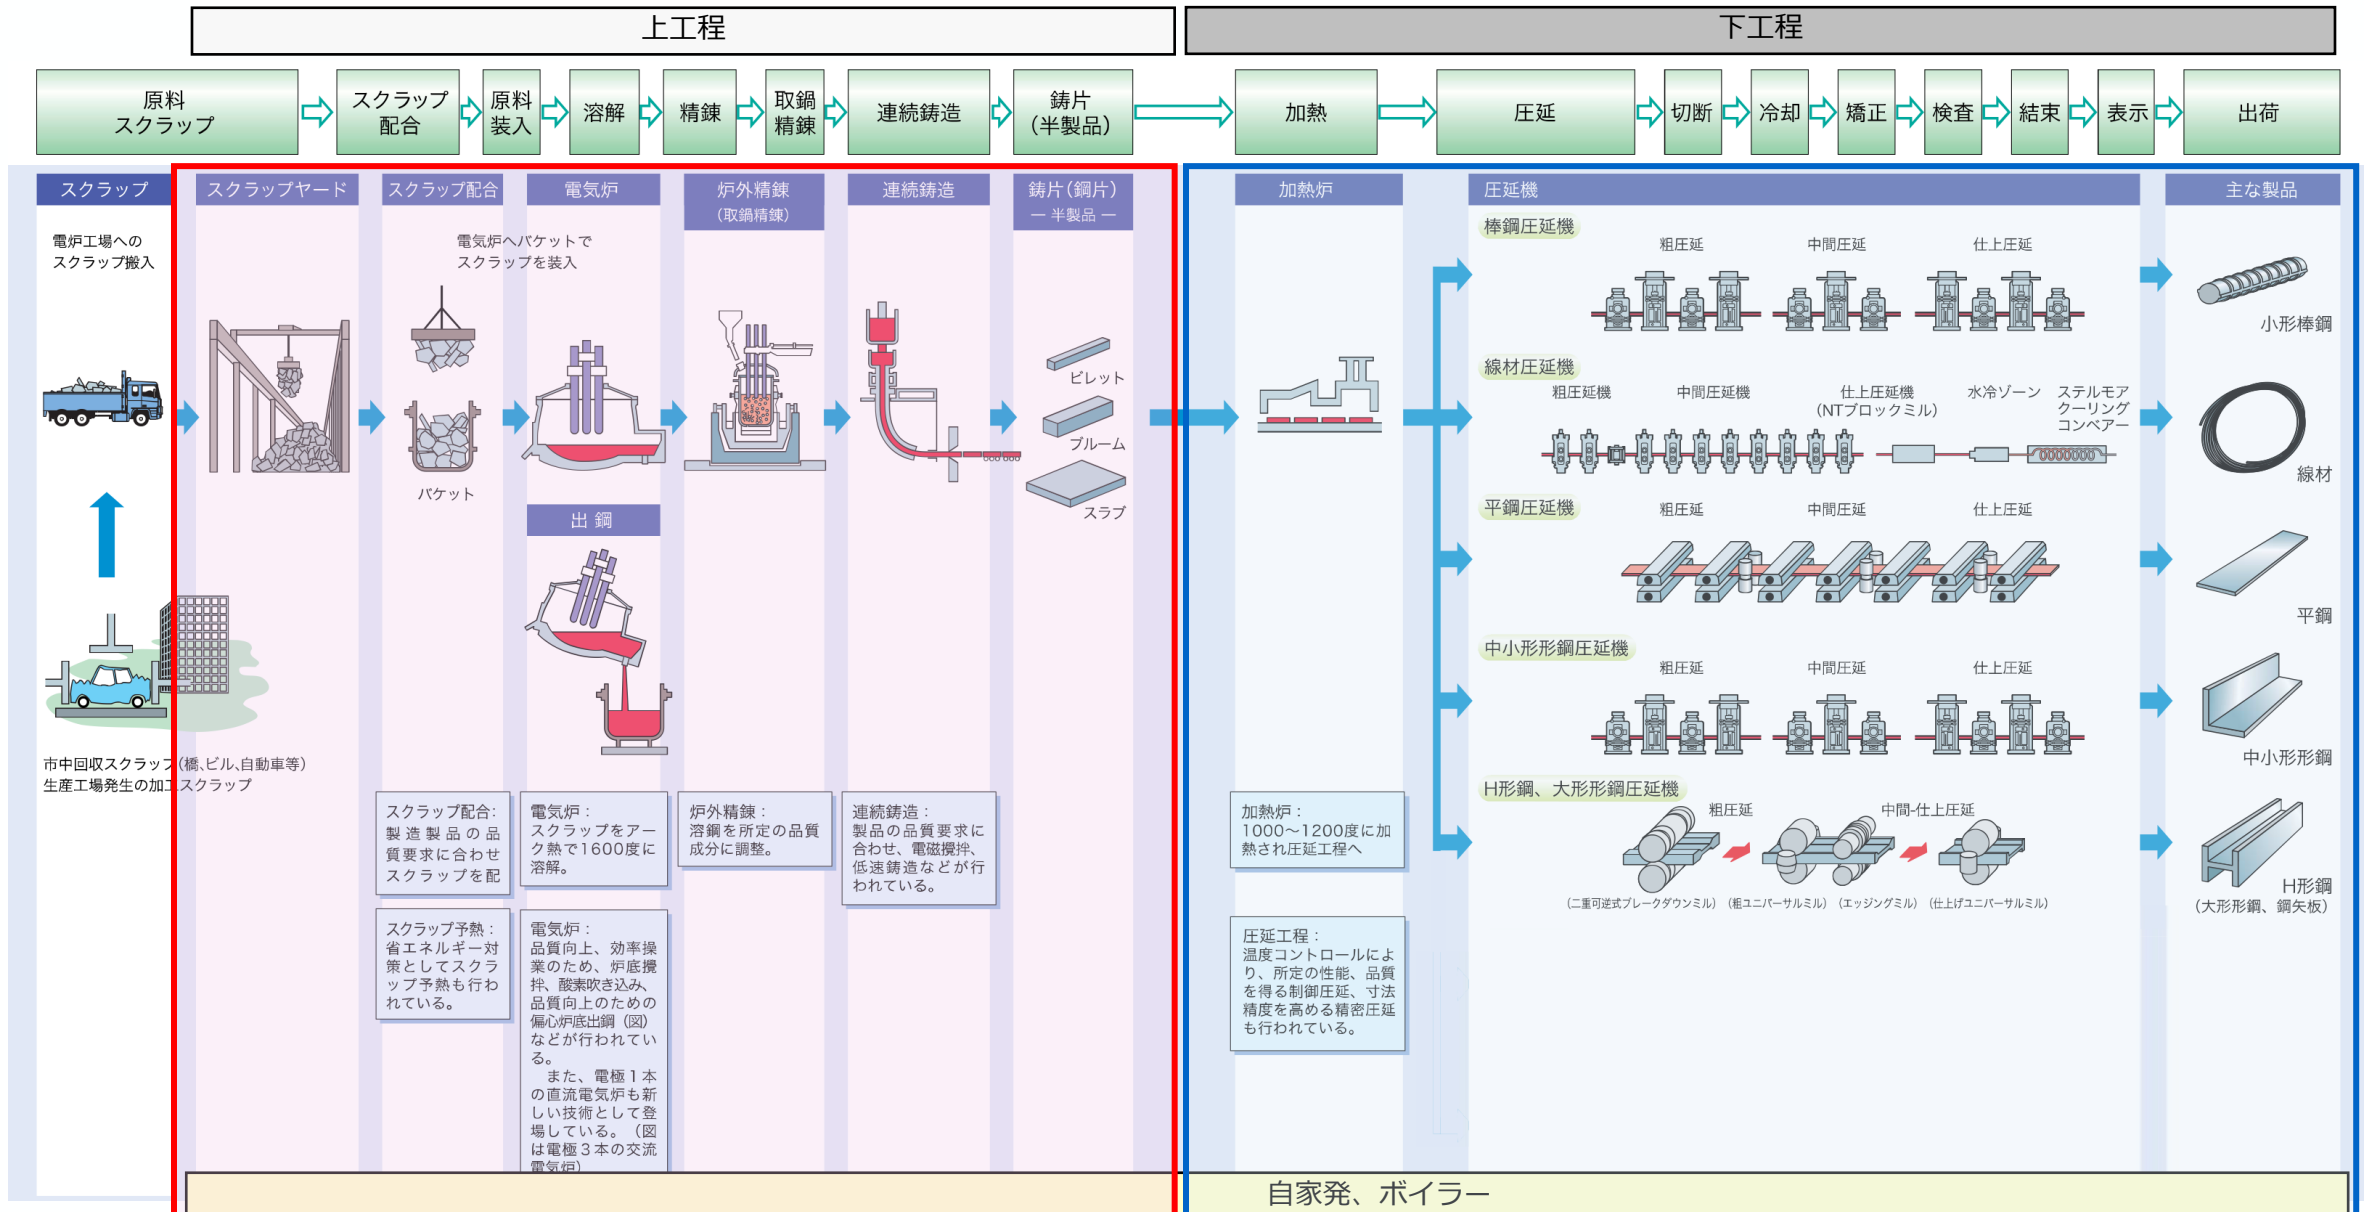 上工程
下工程
原料
スクラップ
スクラップ
配合
原料
装入
溶解
精錬
取鍋
精錬
連続鋳造
鋳片
（半製品）
加熱
圧延
切断
冷却
矯正
検査
結束
表示
出荷
スクラップ
電炉工場への
スクラップ搬入
市中回収スクラップ（橋、ビル、自動車等）
生産工場発生の加工スクラップ
スクラップヤード
スクラップ配合
電気炉へバケットで
スクラップを装入
バケット
スクラップ配合：
製造製品の品
質要求に合わせ
スクラップを配
スクラップ予熱：
省エネルギー対
策としてスクラ
ップ予熱も行わ
れている。
電気炉
出鋼
電気炉：
スクラップをアー
ク熱で1600度に
溶解。
電気炉：
品質向上、効率操
業のため、炉底攪
拌、酸素吹き込み、
品質向上のための
偏心炉底出鋼（図）
などが行われてい
る。
また、電極１本
の直流電気炉も新
しい技術として登
場している。（図
は電極３本の交流
電気炉）
炉外精錬
（取鍋精錬）
炉外精錬：
溶鋼を所定の品質
成分に調整。
連続鋳造
連続鋳造：
製品の品質要求に
合わせ、電磁攪拌、
低速鋳造などが行
われている。
鋳片（鋼片）
― 半製品 ―
ビレット
ブルーム
スラブ
加熱炉
加熱炉：
1000〜1200度に加
熱され圧延工程へ
圧延工程：
温度コントロールによ
り、所定の性能、品質
を得る制御圧延、寸法
精度を高める精密圧延
も行われている。
圧延機
棒鋼圧延機
粗圧延 中間圧延 仕上圧延
線材圧延機
粗圧延機 中間圧延機 仕上圧延機
（NTブロックミル）
水冷ゾーン
ステルモア
クーリング
コンベアー
平鋼圧延機
粗圧延 中間圧延 仕上圧延
中小形形鋼圧延機
粗圧延 中間圧延 仕上圧延
H形鋼、大形形鋼圧延機
粗圧延 中間-仕上圧延
（二重可逆式ブレークダウンミル） （粗ユニバーサルミル） （エッジングミル） （仕上げユニバーサルミル）
主な製品
小形棒鋼
線材
平鋼
中小形形鋼
H形鋼
（大形形鋼、鋼矢板）
自家発、ボイラー